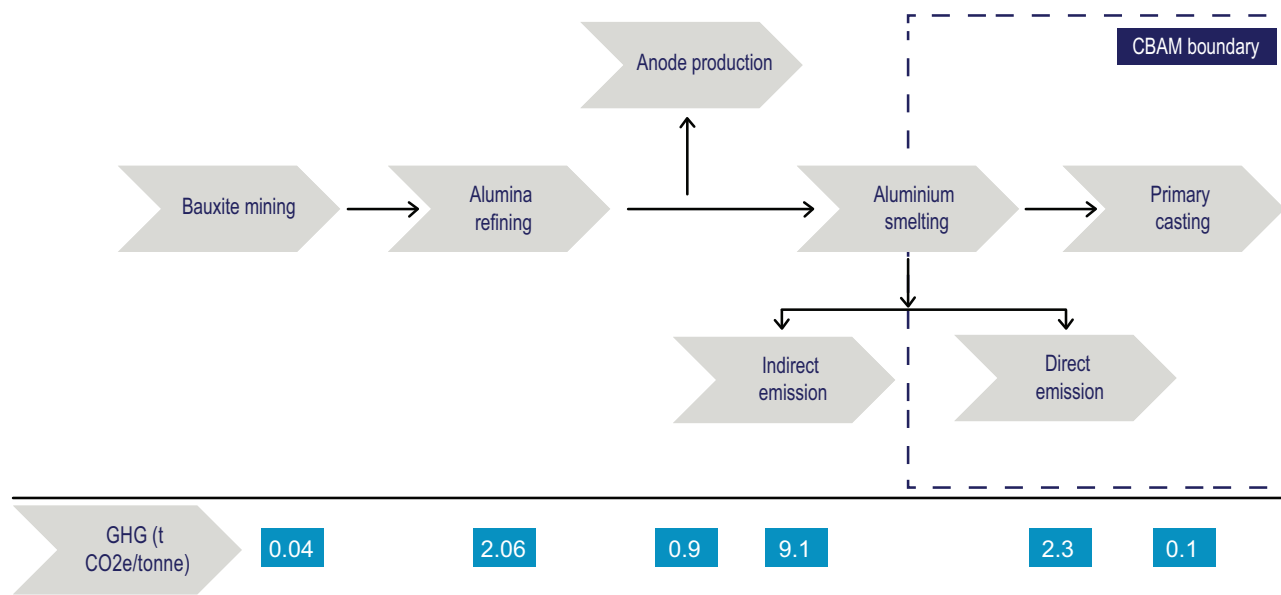 CBAM boundary
Anode production
Bauxite mining
Alumina
refining
Aluminium
smelting
Primary
casting
Indirect
emission
Direct
emission
GHG (t
CO2e/tonne)
0.04
2.06
0.9
9.1
2.3
0.1